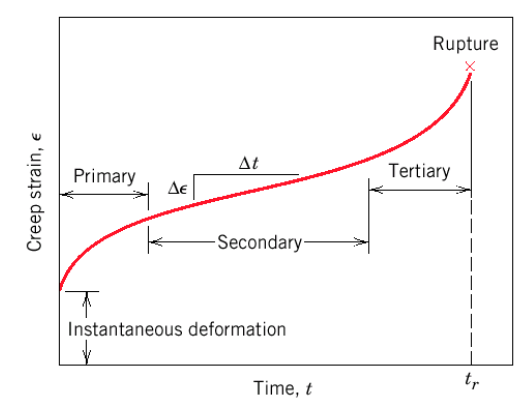 Rupture
Creep strain, ϵ
Primary
Δt
Δϵ
Tertiary
Secondary
Instantaneous deformation
Time, t
tᵣ